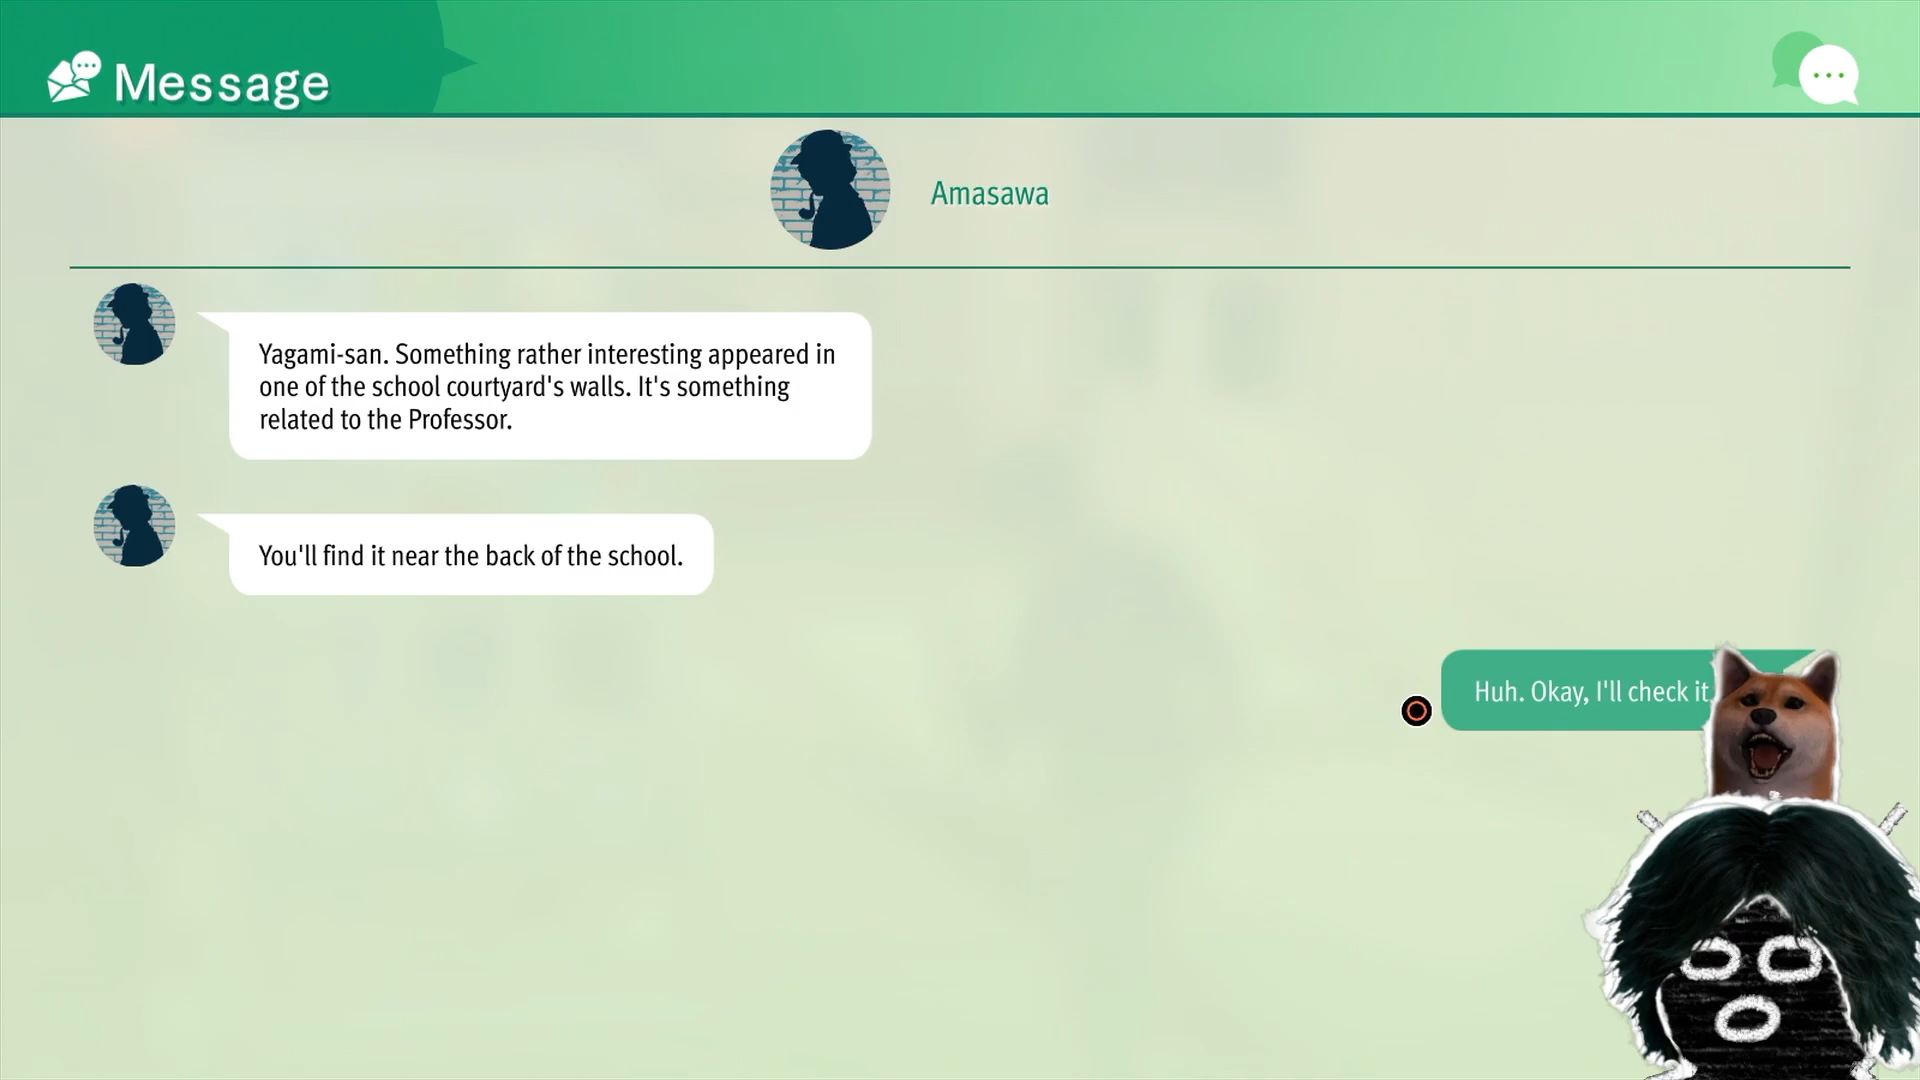 Message
Amasawa
Yagami-san. Something rather interesting appeared in
one of the school courtyard's walls. It's something
related to the Professor.
You'll find it near the back of the school.
Huh. Okay, I'll check it